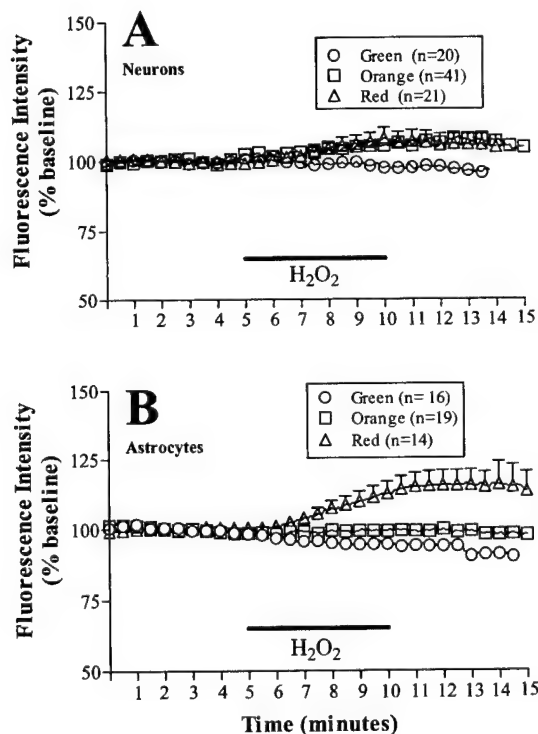 A
Neurons
Green (n=20)
Orange (n=41)
Red (n=21)
Fluorescence Intensity
(% baseline)
150
125
100
75
50
H₂O₂
1 2 3 4 5 6 7 8 9 10 11 12 13 14 15
B
Astrocytes
Green (n= 16)
Orange (n=19)
Red (n=14)
Fluorescence Intensity
(% baseline)
150
125
100
75
50
H₂O₂
1 2 3 4 5 6 7 8 9 10 11 12 13 14 15
Time (minutes)